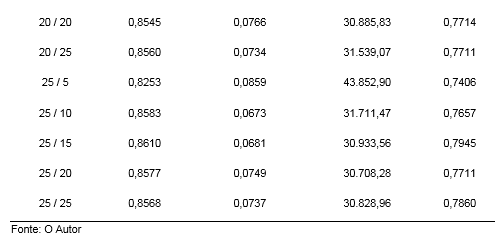 20 / 20 0,8545 0,0766 30.885,83 0,7714
20 / 25 0,8560 0,0734 31.539,07 0,7711
25 / 5 0,8253 0,0859 43.852,90 0,7406
25 / 10 0,8583 0,0673 31.711,47 0,7657
25 / 15 0,8610 0,0681 30.933,56 0,7945
25 / 20 0,8577 0,0749 30.708,28 0,7711
25 / 25 0,8568 0,0737 30.828,96 0,7860
Fonte: O Autor